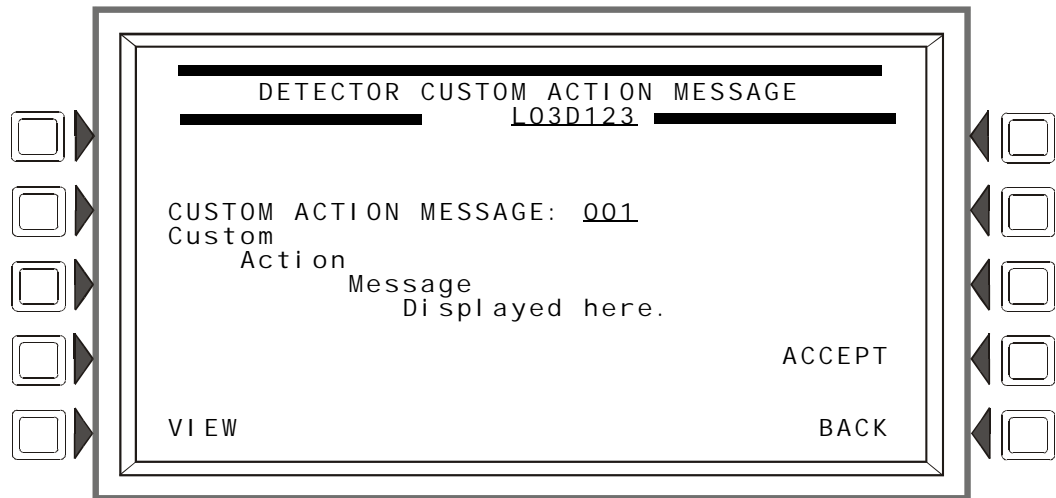 DETECTOR CUSTOM ACTION MESSAGE
L03D123
CUSTOM ACTION MESSAGE: 001
Custom
Action
Message
Displayed here.
ACCEPT
VIEW
BACK